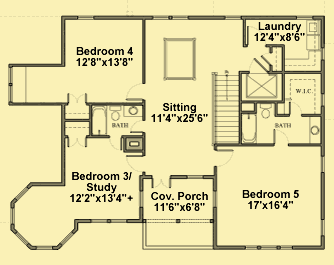 Laundry
12'4"x8'6"
Bedroom 4
12'8"x13'8"
W.I.C.
Sitting
11'4"x25'6"
BATH
BATH
Bedroom 3/
Study
12'2"x13'4"+
Cov. Porch
11'6"x6'8"
Bedroom 5
17'x16'4"